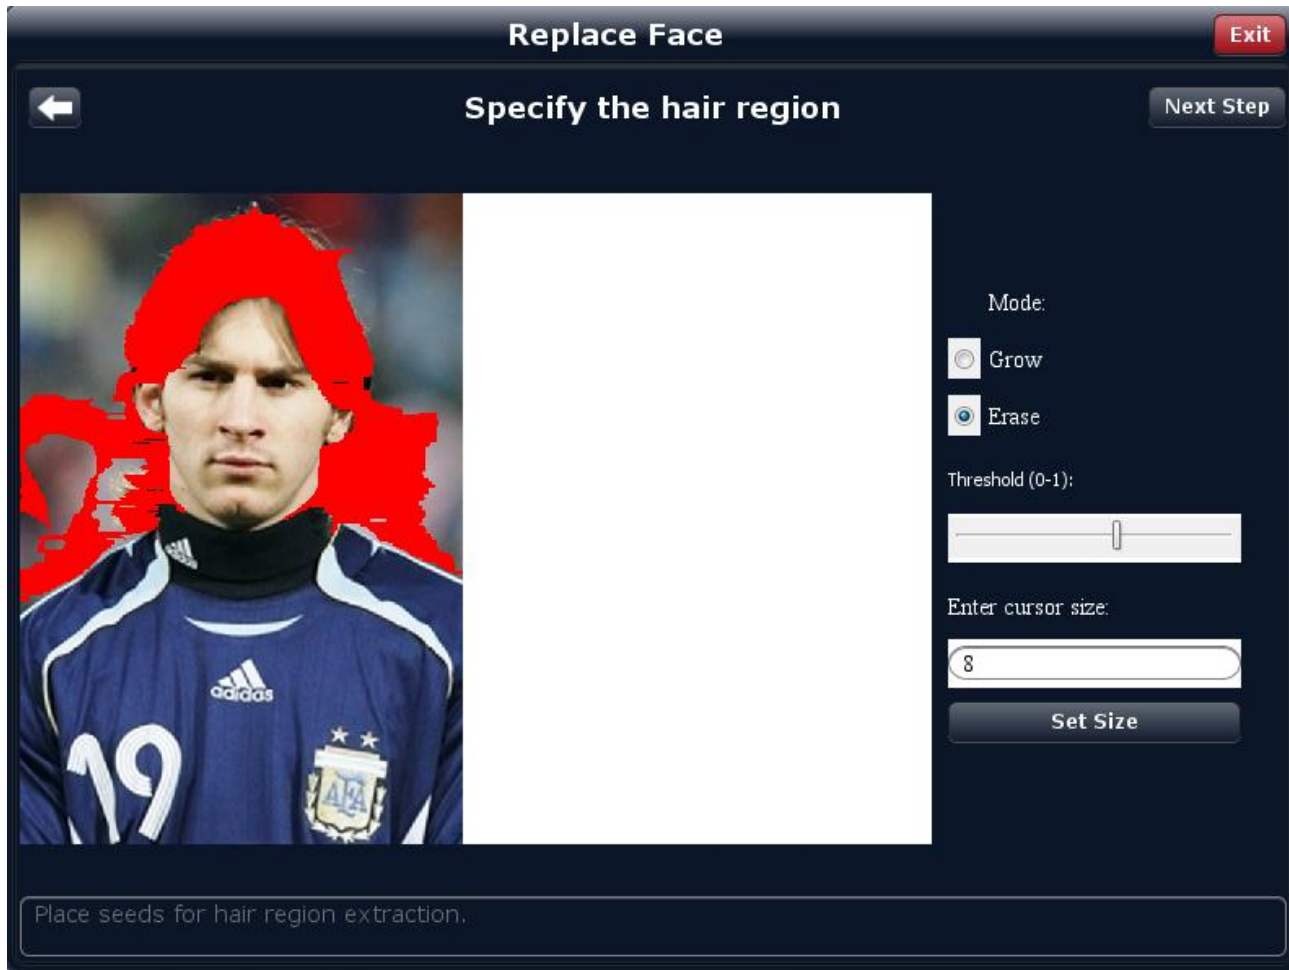 Replace Face
Exit
Specify the hair region
Next Step
Mode:
Grow
Erase
Threshold (0-1):
Enter cursor size:
8
Set Size
adidas
19
AFA
Place seeds for hair region extraction.